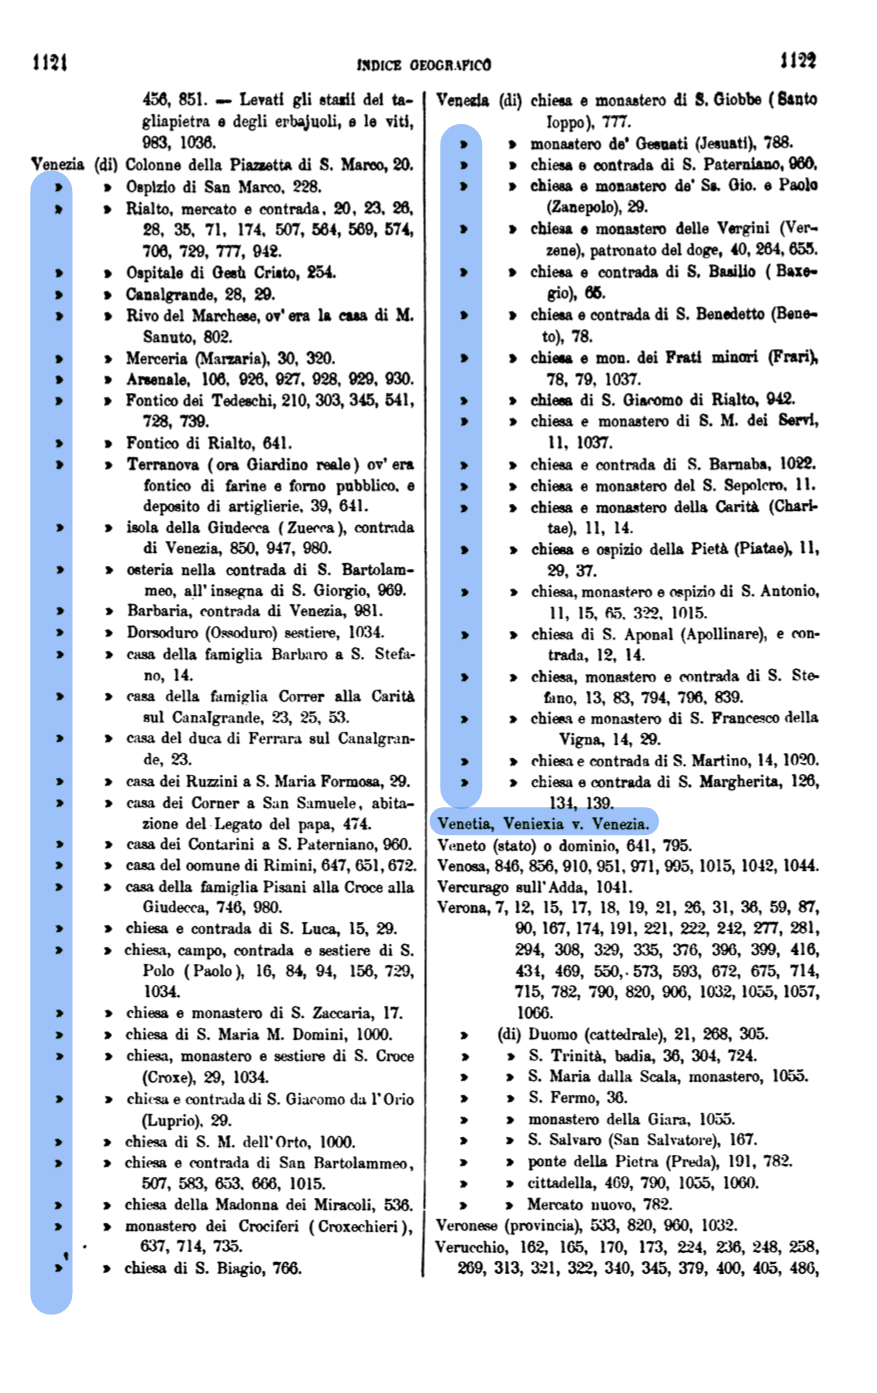 1121
INDICE GEOGRAFICO
1122
456, 851. — Levati gli stazii dei ta-
gliapietra e degli erbajuoli, e le viti,
983, 1036.
Venezia (di) Colonne della Piazzetta di S. Marco, 20.
» » Ospizio di San Marco, 228.
» » Rialto, mercato e contrada, 20, 23, 26,
28, 35, 71, 174, 507, 564, 569, 574,
706, 729, 777, 942.
» » Ospitale di Gesù Cristo, 254.
» » Canalgrande, 28, 29.
» » Rivo del Marchese, ov' era la casa di M.
Sanuto, 802.
» » Merceria (Marzaria), 30, 320.
» » Arsenale, 106, 926, 927, 928, 929, 930.
» » Fontico dei Tedeschi, 210, 303, 345, 541,
728, 739.
» » Fontico di Rialto, 641.
» » Terranova (ora Giardino reale) ov' era
fontico di farine e forno pubblico, e
deposito di artiglierie, 39, 641.
» » isola della Giudecca (Zuecca), contrada
di Venezia, 850, 947, 980.
» » osteria nella contrada di S. Bartolam-
meo, all' insegna di S. Giorgio, 969.
» » Barbaria, contrada di Venezia, 981.
» » Dorsoduro (Ossoduro) sestiere, 1034.
» » casa della famiglia Barbaro a S. Stefa-
no, 14.
» » casa della famiglia Correr alla Carità
sul Canalgrande, 23, 25, 53.
» » casa del duca di Ferrara sul Canalgran-
de, 23.
» » casa dei Ruzzini a S. Maria Formosa, 29.
» » casa dei Corner a San Samuele, abita-
zione del Legato del papa, 474.
» » casa dei Contarini a S. Paterniano, 960.
» » casa del comune di Rimini, 647, 651, 672.
» » casa della famiglia Pisani alla Croce alla
Giudecca, 746, 980.
» » chiesa e contrada di S. Luca, 15, 29.
» » chiesa, campo, contrada e sestiere di S.
Polo (Paolo), 16, 84, 94, 156, 729,
1034.
» » chiesa e monastero di S. Zaccaria, 17.
» » chiesa di S. Maria M. Domini, 1000.
» » chiesa, monastero e sestiere di S. Croce
(Croxe), 29, 1034.
» » chiesa e contrada di S. Giacomo da l' Orio
(Luprio), 29.
» » chiesa di S. M. dell' Orto, 1000.
» » chiesa e contrada di San Bartolammeo,
507, 583, 653, 666, 1015.
» » chiesa della Madonna dei Miracoli, 536.
» » monastero dei Crociferi (Croxechieri),
637, 714, 735.
» » chiesa di S. Biagio, 766.
Venezia (di) chiesa e monastero di S. Giobbe (Santo
Ioppo), 777.
» » monastero de' Gesuati (Jesuati), 788.
» » chiesa e contrada di S. Paterniano, 960.
» » chiesa e monastero de' Ss. Gio. e Paolo
(Zanepolo), 29.
» » chiesa e monastero delle Vergini (Ver-
zene), patronato del doge, 40, 264, 655.
» » chiesa e contrada di S. Basilio (Baxe-
gio), 65.
» » chiesa e contrada di S. Benedetto (Bene-
to), 78.
» » chiesa e mon. dei Frati minori (Frari),
78, 79, 1037.
» » chiesa di S. Giacomo di Rialto, 942.
» » chiesa e monastero di S. M. dei Servi,
11, 1037.
» » chiesa e contrada di S. Barnaba, 1022.
» » chiesa e monastero del S. Sepolcro, 11.
» » chiesa e monastero della Carità (Chari-
tae), 11, 14.
» » chiesa e ospizio della Pietà (Piatae), 11,
29, 37.
» » chiesa, monastero e ospizio di S. Antonio,
11, 15, 65, 322, 1015.
» » chiesa di S. Aponal (Apollinare), e con-
trada, 12, 14.
» » chiesa, monastero e contrada di S. Ste-
fano, 13, 83, 794, 796, 839.
» » chiesa e monastero di S. Francesco della
Vigna, 14, 29.
» » chiesa e contrada di S. Martino, 14, 1020.
» » chiesa e contrada di S. Margherita, 126,
134, 139.
Venetia, Veniexia v. Venezia.
Veneto (stato) o dominio, 641, 795.
Venosa, 846, 856, 910, 951, 971, 995, 1015, 1042, 1044.
Vercurago sull' Adda, 1041.
Verona, 7, 12, 15, 17, 18, 19, 21, 26, 31, 36, 59, 87,
90, 167, 174, 191, 221, 222, 242, 277, 281,
294, 308, 329, 335, 376, 396, 399, 416,
434, 469, 550, 573, 593, 672, 675, 714,
715, 782, 790, 820, 906, 1032, 1055, 1057,
1066.
» (di) Duomo (cattedrale), 21, 268, 305.
» » S. Trinità, badia, 36, 304, 724.
» » S. Maria dalla Scala, monastero, 1055.
» » S. Fermo, 36.
» » monastero della Giara, 1055.
» » S. Salvaro (San Salvatore), 167.
» » ponte della Pietra (Preda), 191, 782.
» » cittadella, 469, 790, 1055, 1060.
» » Mercato nuovo, 782.
Veronese (provincia), 533, 820, 960, 1032.
Verucchio, 162, 165, 170, 173, 224, 236, 248, 258,
269, 313, 321, 322, 340, 345, 379, 400, 405, 486,